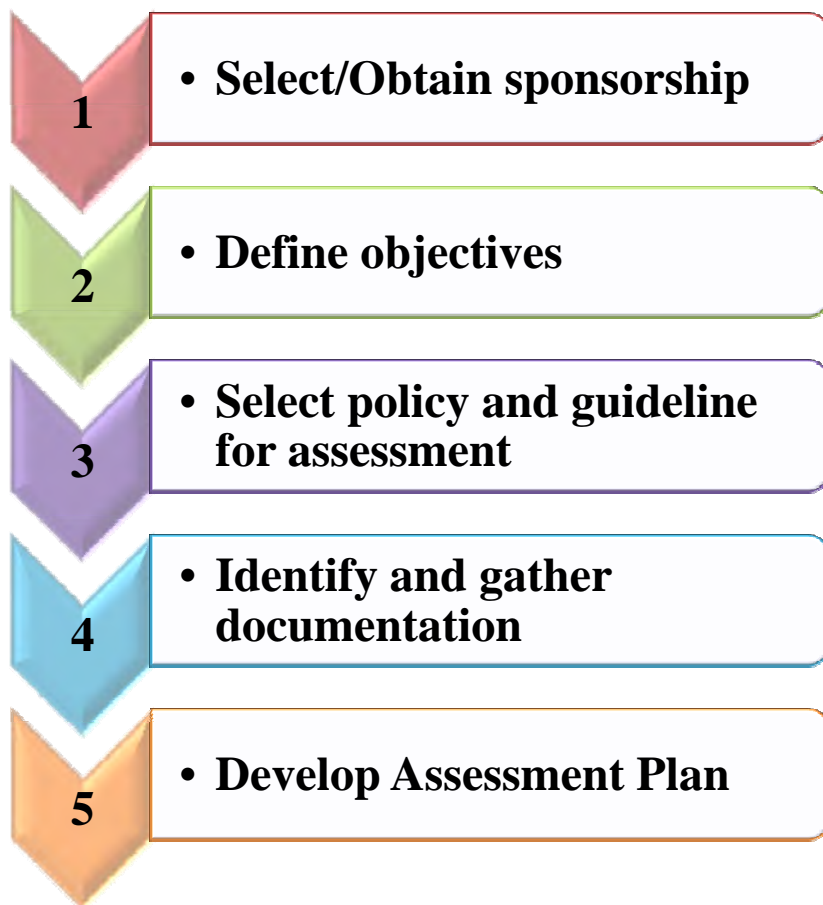 1
• Select/Obtain sponsorship
2
• Define objectives
3
• Select policy and guideline
for assessment
4
• Identify and gather
documentation
5
• Develop Assessment Plan